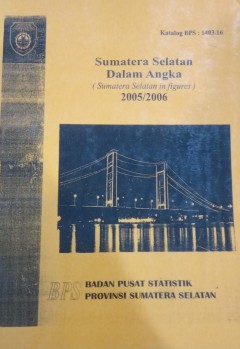 Katalog BPS : 1403.16
Sumatera Selatan
Dalam Angka
( Sumatera Selatan in figures )
2005/2006
BPS
BADAN PUSAT STATISTIK
PROVINSI SUMATERA SELATAN